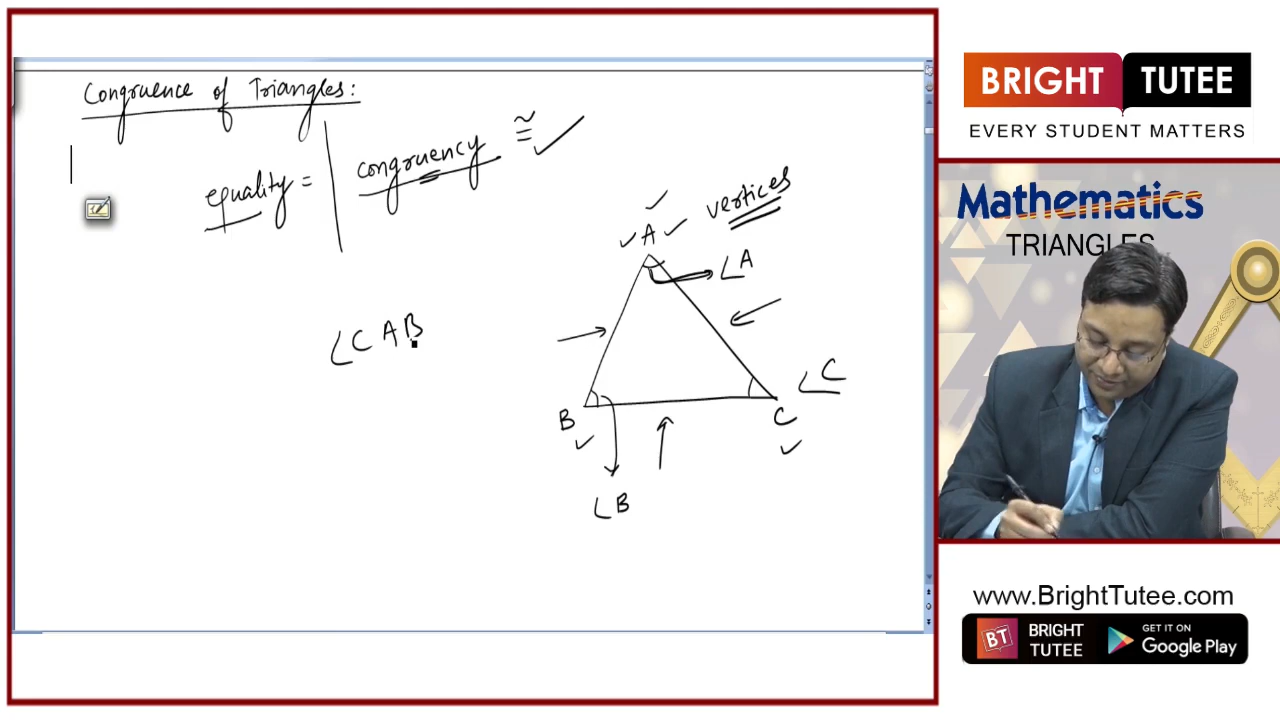 Congruence of Triangles:
equality = | congruency ≅
vertices
A
∠A
∠CAB
∠C
B
C
∠B
BRIGHT TUTEE
EVERY STUDENT MATTERS
Mathematics
TRIANGLES
www.BrightTutee.com
BT BRIGHT TUTEE
GET IT ON
Google Play